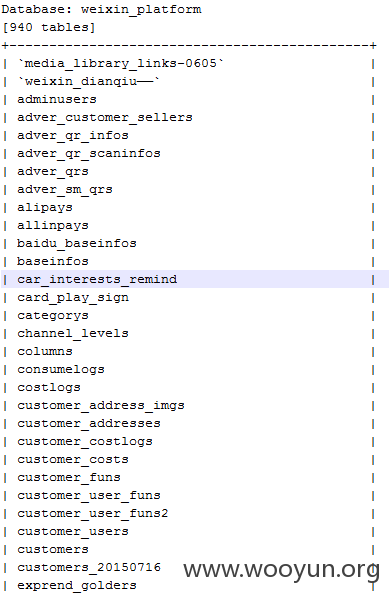 Database: weixin_platform
[940 tables]
+----------------------------------------------+
| `media_library_links-0605` |
| `weixin_dianqiu——` |
| adminusers |
| adver_customer_sellers |
| adver_qr_infos |
| adver_qr_scaninfos |
| adver_qrs |
| adver_sm_qrs |
| alipays |
| allinpays |
| baidu_baseinfos |
| baseinfos |
| car_interests_remind |
| card_play_sign |
| categorys |
| channel_levels |
| columns |
| consumelogs |
| costlogs |
| customer_address_imgs |
| customer_addresses |
| customer_costlogs |
| customer_costs |
| customer_funs |
| customer_user_funs |
| customer_user_funs2 |
| customer_users |
| customers |
| customers_20150716 |
| exprend_golders |
www.wooyun.org